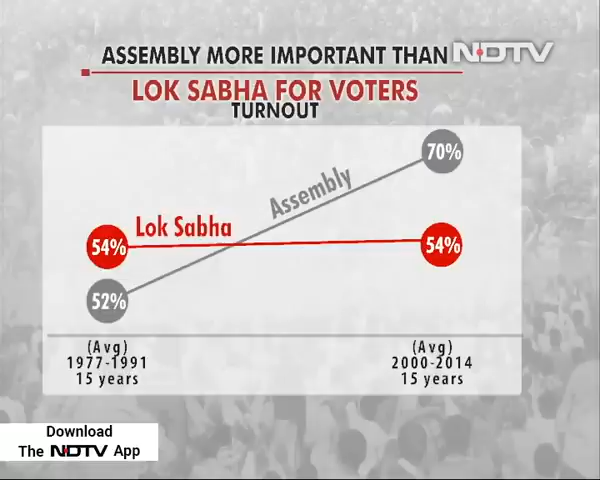 ASSEMBLY MORE IMPORTANT THAN
NDTV
LOK SABHA FOR VOTERS
TURNOUT
70%
Assembly
Lok Sabha
54%
54%
52%
(Avg)
1977-1991
15 years
(Avg)
2000-2014
15 years
Download
The NDTV App